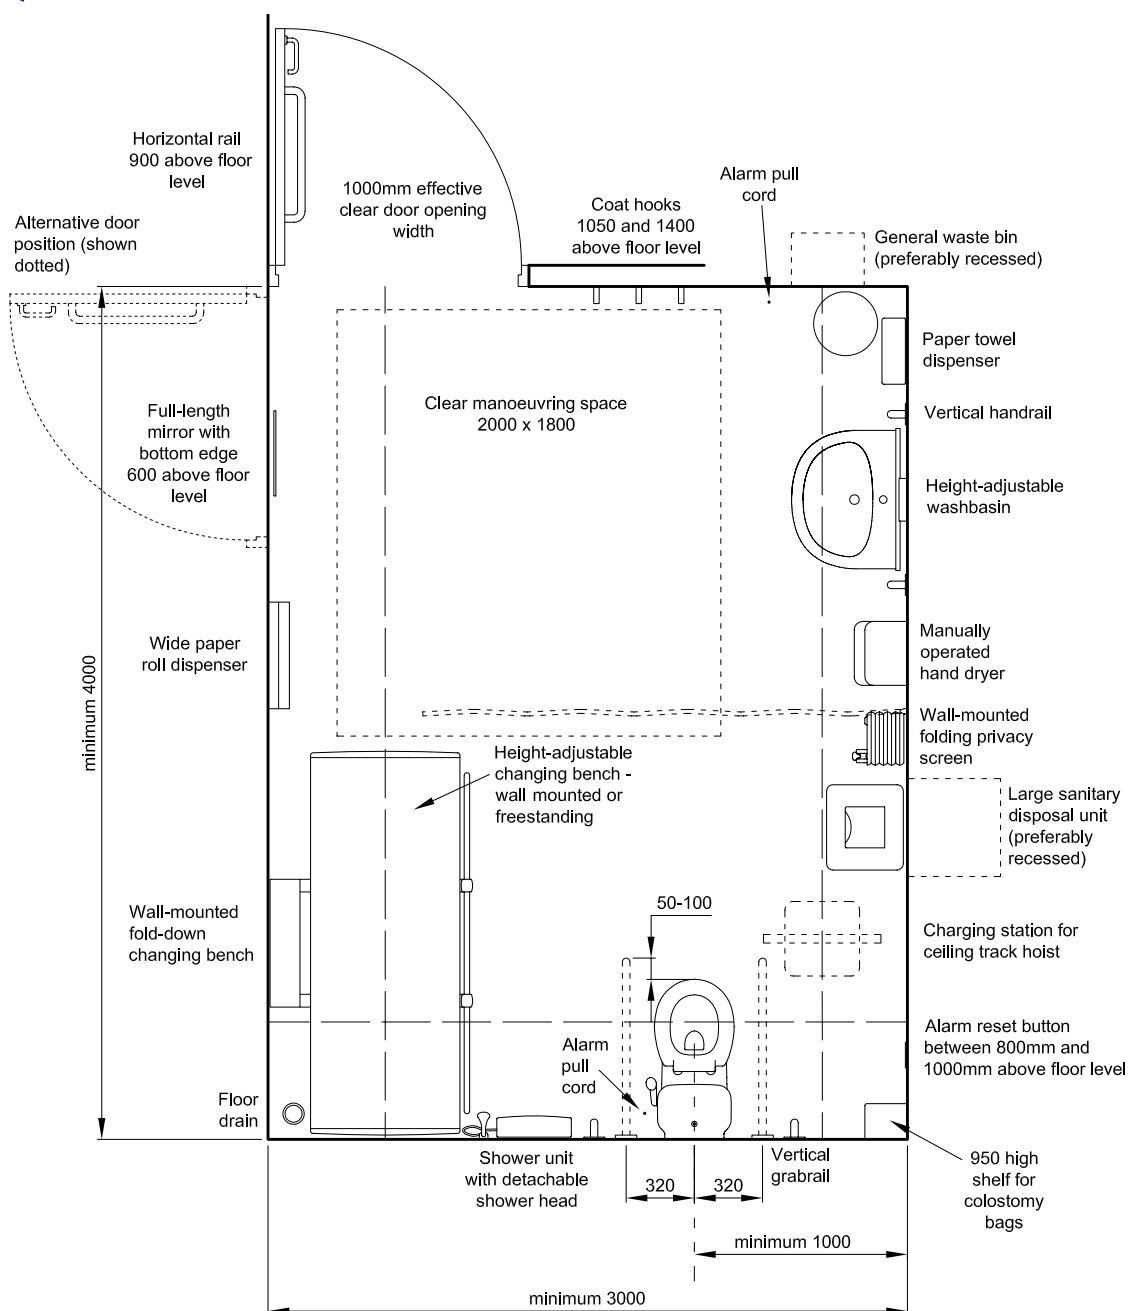 Horizontal rail
900 above floor
level
1000mm effective
clear door opening
width
Coat hooks
1050 and 1400
above floor level
Alarm pull
cord
General waste bin
(preferably recessed)
Alternative door
position (shown
dotted)
Paper towel
dispenser
Full-length
mirror with
bottom edge
600 above floor
level
Clear manoeuvring space
2000 x 1800
Vertical handrail
Height-adjustable
washbasin
Wide paper
roll dispenser
Manually
operated
hand dryer
minimum 4000
Wall-mounted
folding privacy
screen
Height-adjustable
changing bench -
wall mounted or
freestanding
Large sanitary
disposal unit
(preferably
recessed)
50-100
Wall-mounted
fold-down
changing bench
Charging station for
ceiling track hoist
Alarm
pull
cord
Alarm reset button
between 800mm and
1000mm above floor level
Floor
drain
Shower unit
with detachable
shower head
320
320
Vertical
grabrail
950 high
shelf for
colostomy
bags
minimum 1000
minimum 3000